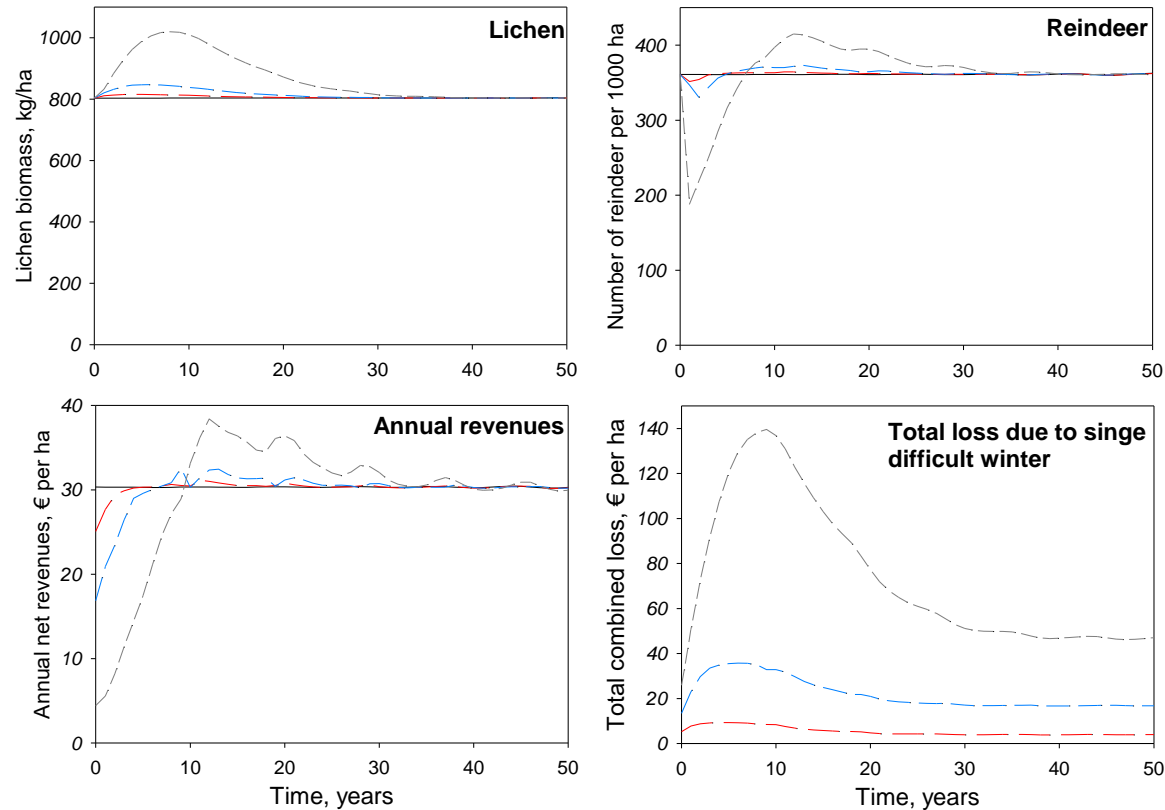 Lichen
Lichen biomass, kg/ha
1000
800
600
400
200
0
0 10 20 30 40 50
Reindeer
Number of reindeer per 1000 ha
400
300
200
100
0
0 10 20 30 40 50
Annual revenues
Annual net revenues, € per ha
40
30
20
10
0
0 10 20 30 40 50
Time, years
Total loss due to singe
difficult winter
Total combined loss, € per ha
140
120
100
80
60
40
20
0
0 10 20 30 40 50
Time, years